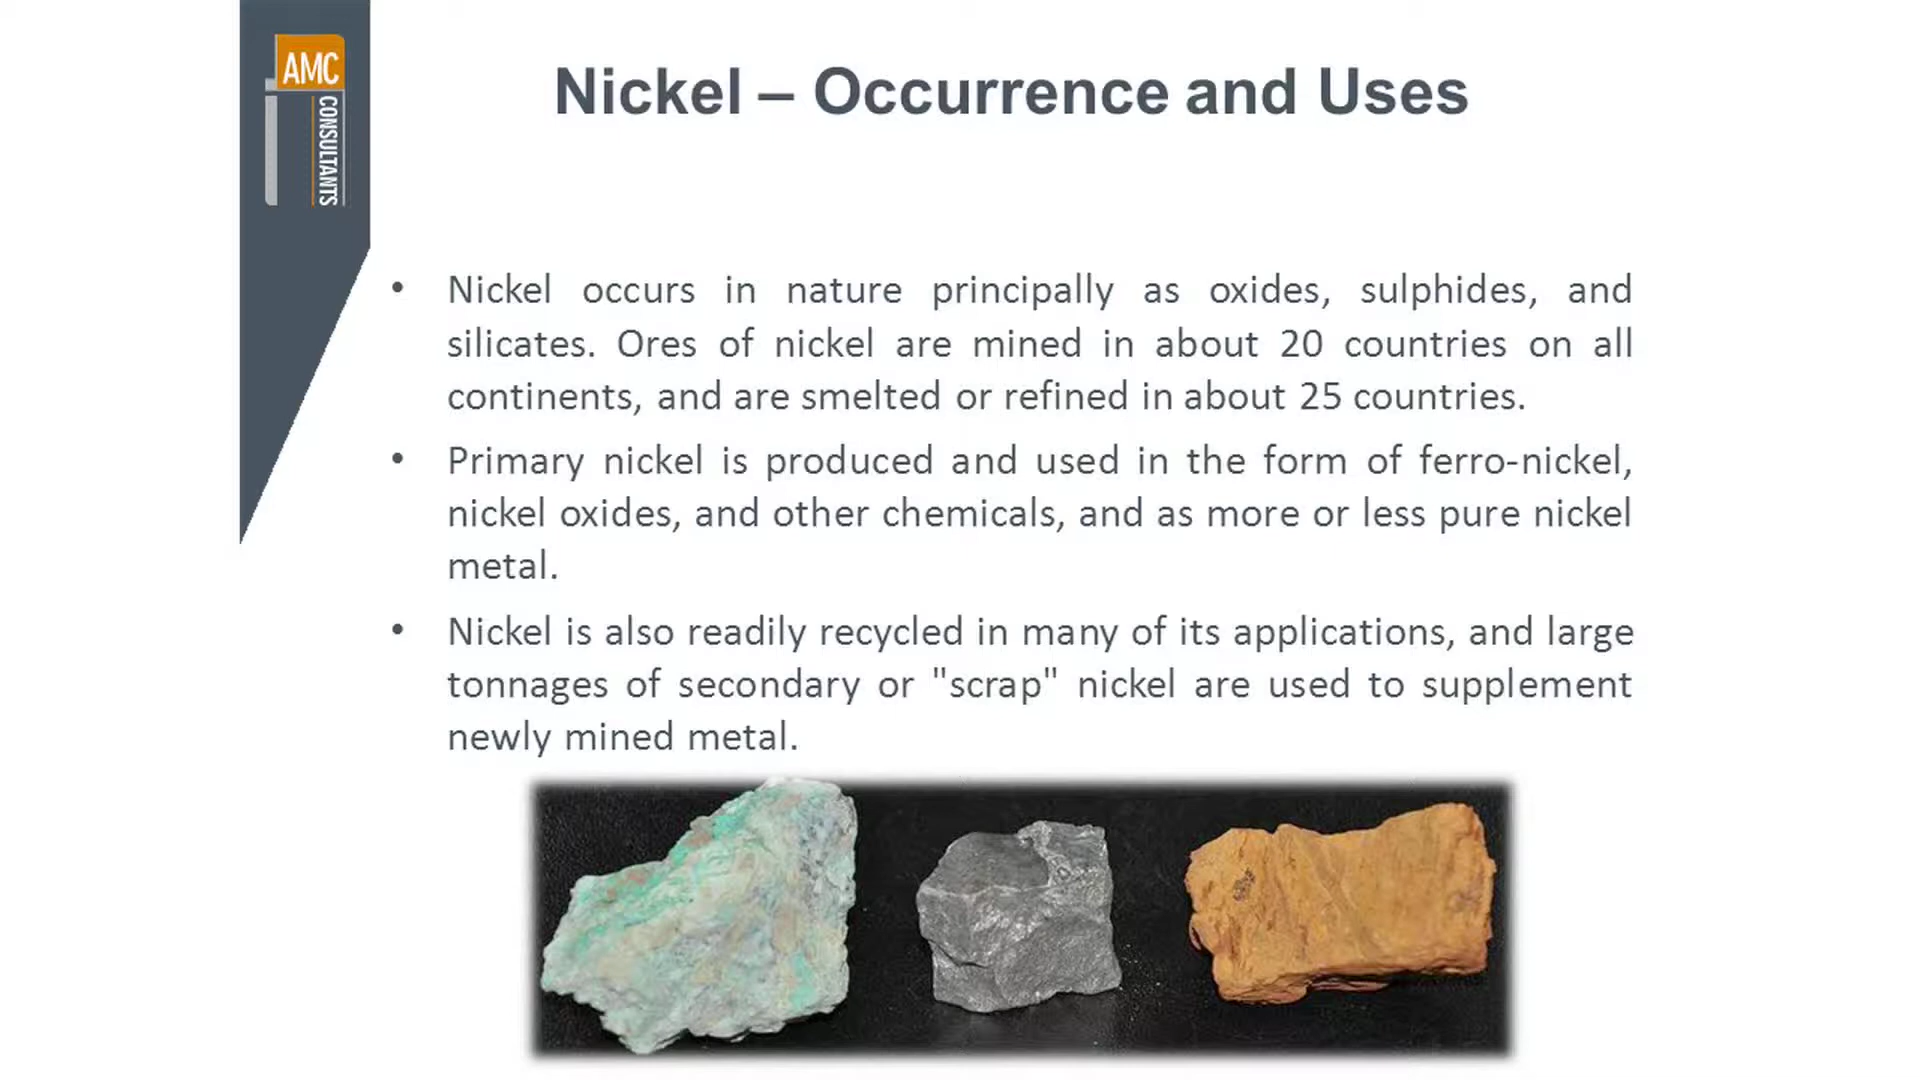 AMC
CONSULTANTS
Nickel – Occurrence and Uses
• Nickel occurs in nature principally as oxides, sulphides, and
silicates. Ores of nickel are mined in about 20 countries on all
continents, and are smelted or refined in about 25 countries.
• Primary nickel is produced and used in the form of ferro-nickel,
nickel oxides, and other chemicals, and as more or less pure nickel
metal.
• Nickel is also readily recycled in many of its applications, and large
tonnages of secondary or "scrap" nickel are used to supplement
newly mined metal.